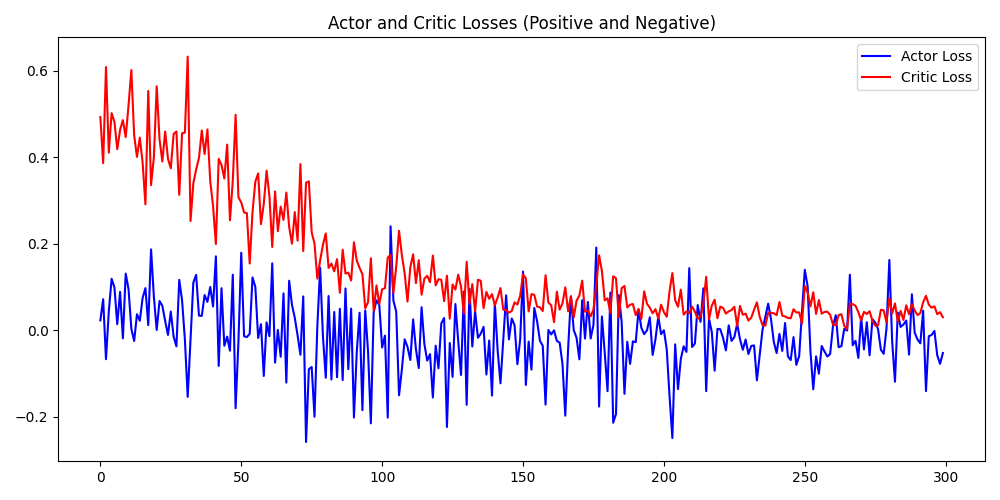 Actor and Critic Losses (Positive and Negative)
Actor Loss
Critic Loss
0.6
0.4
0.2
0.0
−0.2
0 50 100 150 200 250 300